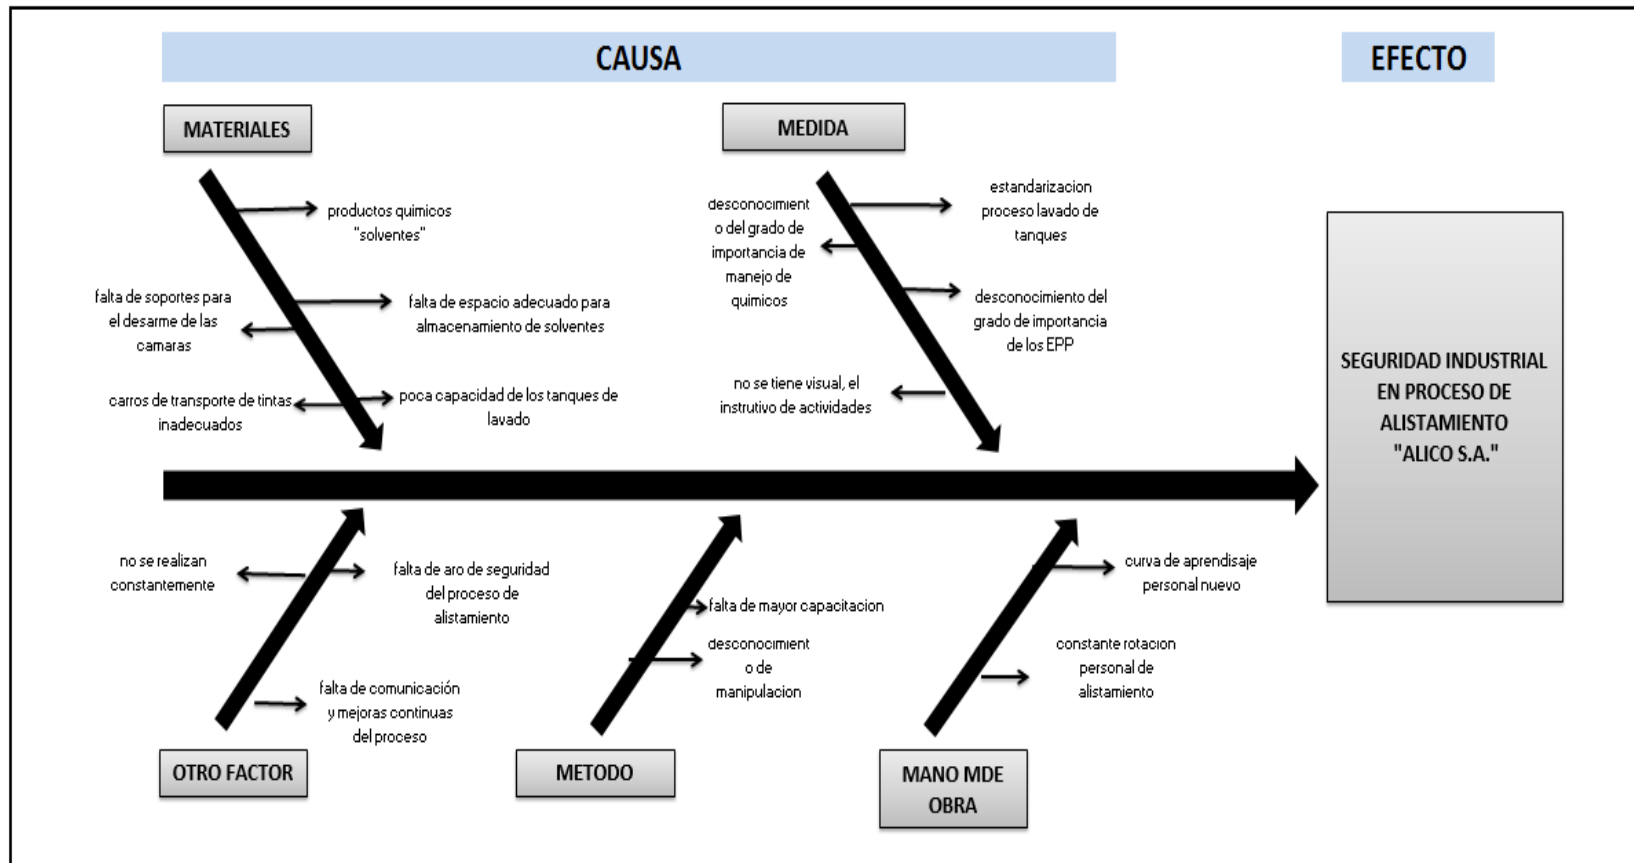 CAUSA
EFECTO
MATERIALES
MEDIDA
productos quimicos
"solventes"
falta de soportes para
el desarme de las
camaras
falta de espacio adecuado para
almacenamiento de solventes
carros de transporte de tintas
inadecuados
poca capacidad de los tanques de
lavado
desconocimient
o del grado de
importancia de
manejo de
quimicos
estandarizacion
proceso lavado de
tanques
desconocimiento del
grado de importancia
de los EPP
no se tiene visual, el
instrutivo de actividades
SEGURIDAD INDUSTRIAL
EN PROCESO DE
ALISTAMIENTO
"ALICO S.A."
no se realizan
constantemente
falta de aro de seguridad
del proceso de
alistamiento
falta de comunicación
y mejoras continuas
del proceso
falta de mayor capacitacion
desconocimient
o de
manipulacion
curva de aprendisaje
personal nuevo
constante rotacion
personal de
alistamiento
OTRO FACTOR
METODO
MANO MDE
OBRA